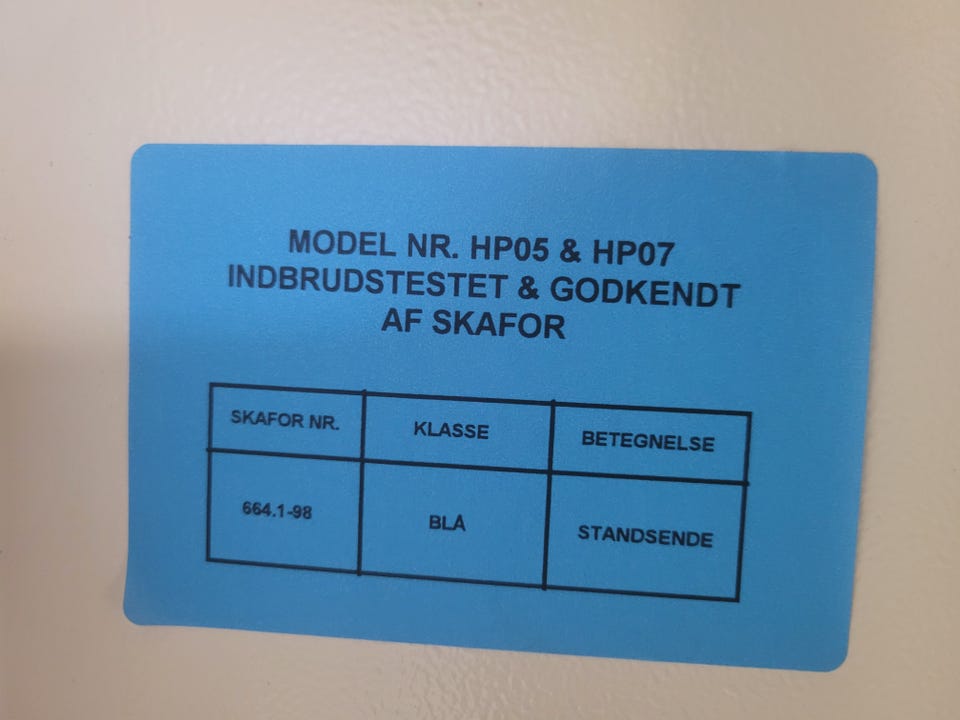 MODEL NR. HP05 & HP07
INDBRUDSTESTET & GODKENDT
AF SKAFOR
SKAFOR NR. KLASSE BETEGNELSE
664.1-98 BLÅ STANDSENDE